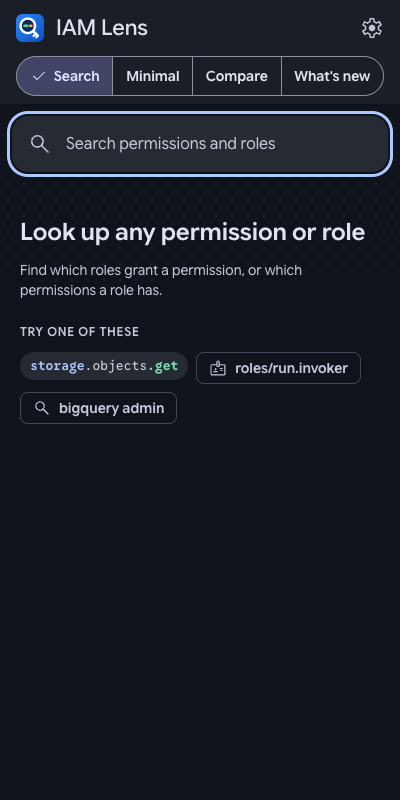 IAM Lens
Search
Minimal
Compare
What's new
Search permissions and roles
Look up any permission or role
Find which roles grant a permission, or which
permissions a role has.
TRY ONE OF THESE
storage.objects.get
roles/run.invoker
bigquery admin